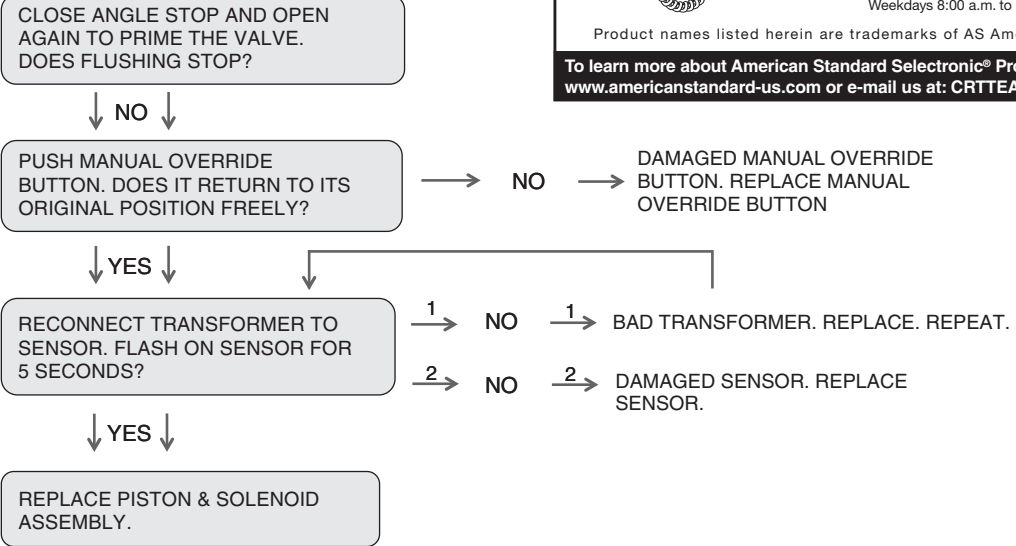 CLOSE ANGLE STOP AND OPEN
AGAIN TO PRIME THE VALVE.
DOES FLUSHING STOP?
Weekdays 8:00 a.m. to
Product names listed herein are trademarks of AS
To learn more about American Standard Selectronic®
www.americanstandard-us.com or e-mail us at:
NO
PUSH MANUAL OVERRIDE
BUTTON. DOES IT RETURN TO ITS
ORIGINAL POSITION FREELY?
NO
DAMAGED MANUAL OVERRIDE
BUTTON. REPLACE MANUAL
OVERRIDE BUTTON
YES
RECONNECT TRANSFORMER TO
SENSOR. FLASH ON SENSOR FOR
5 SECONDS?
1 NO 1 BAD TRANSFORMER. REPLACE. REPEAT.
2 NO 2 DAMAGED SENSOR. REPLACE
SENSOR.
YES
REPLACE PISTON & SOLENOID
ASSEMBLY.